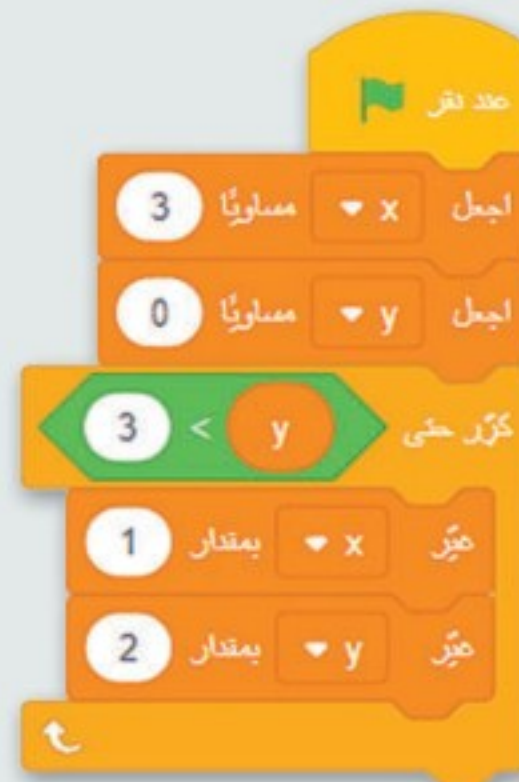 عند نقر
اجعل x مساويًا 3
اجعل y مساويًا 0
كرّر حتى y < 3
غيّر x بمقدار 1
غيّر y بمقدار 2